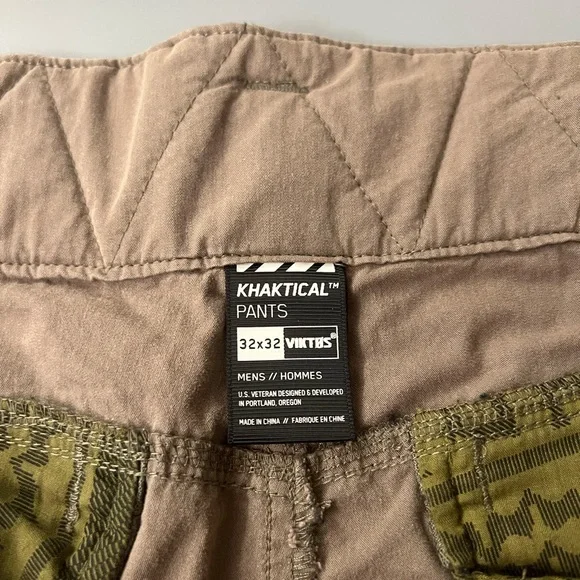 KHAKTICAL™
PANTS
32x32 VIKTOS®
MENS // HOMMES
U.S. VETERAN DESIGNED & DEVELOPED
IN PORTLAND, OREGON
MADE IN CHINA // FABRIQUE EN CHINE